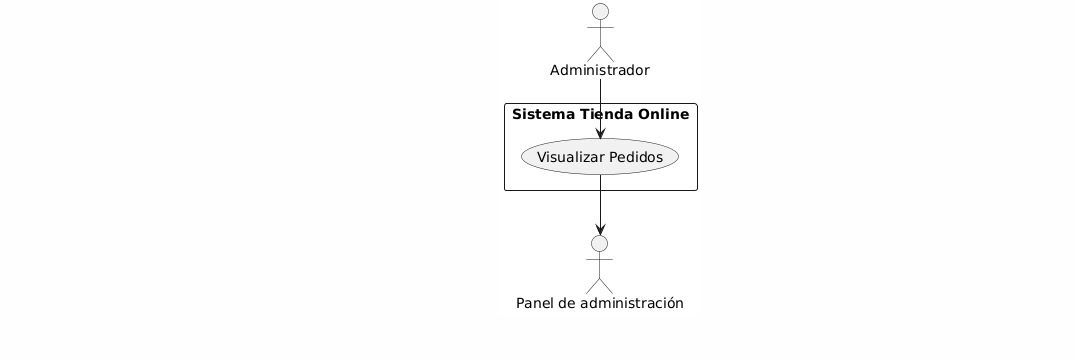 Administrador
Sistema Tienda Online
Visualizar Pedidos
Panel de administración